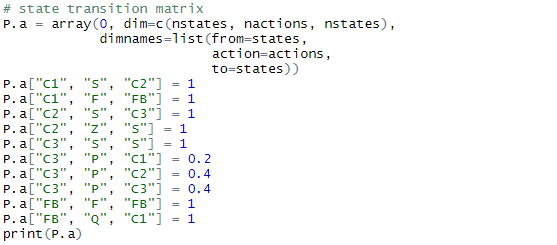 # state transition matrix
P.a = array(0, dim=c(nstates, nactions, nstates),
dimnames=list(from=states,
action=actions,
to=states))
P.a["C1", "S", "C2"] = 1
P.a["C1", "F", "FB"] = 1
P.a["C2", "S", "C3"] = 1
P.a["C2", "Z", "S"] = 1
P.a["C3", "S", "S"] = 1
P.a["C3", "P", "C1"] = 0.2
P.a["C3", "P", "C2"] = 0.4
P.a["C3", "P", "C3"] = 0.4
P.a["FB", "F", "FB"] = 1
P.a["FB", "Q", "C1"] = 1
print(P.a)